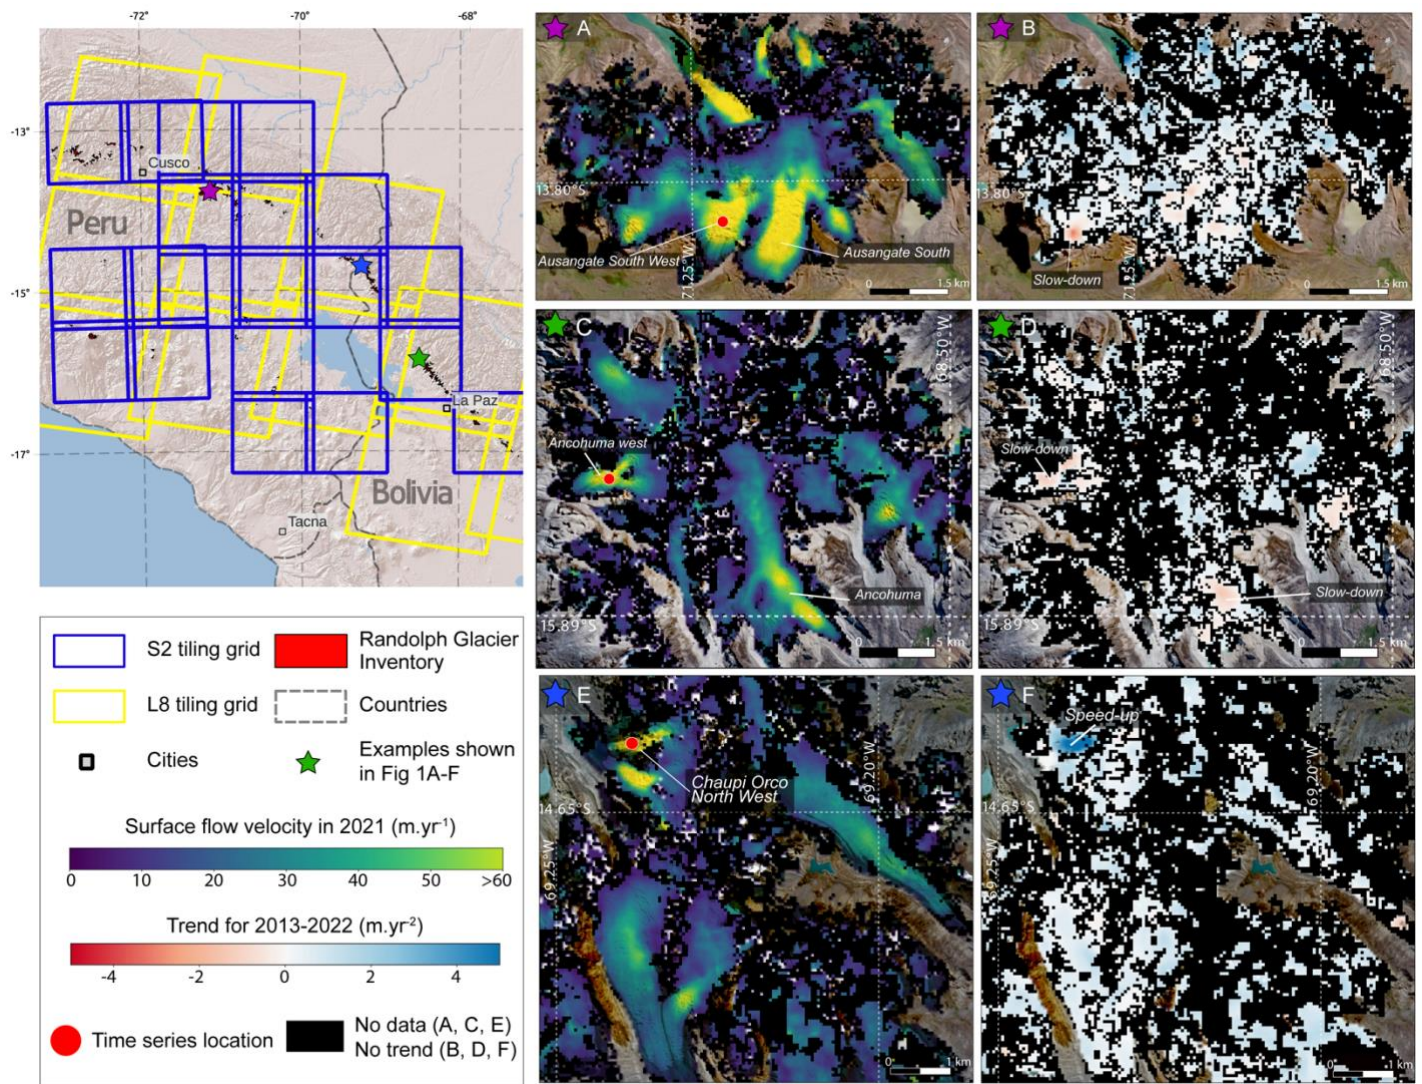 -72°
-70°
-68°
-13°
-15°
-17°
Cusco
Peru
La Paz
Bolivia
Tacna
S2 tiling grid
Randolph Glacier
Inventory
L8 tiling grid
Countries
Cities
Examples shown
in Fig 1A-F
Surface flow velocity in 2021 (m.yr⁻¹)
0 10 20 30 40 50 >60
Trend for 2013-2022 (m.yr⁻²)
-4 -2 0 2 4
Time series location
No data (A, C, E)
No trend (B, D, F)
A
13.80°S
71.25°W
Ausangate South West
Ausangate South
0 1.5 km
B
13.80°S
71.25°W
Slow-down
0 1.5 km
C
68.50°W
Ancohuma west
Ancohuma
15.89°S
0 1.5 km
D
68.50°W
Slow-down
Slow-down
15.89°S
0 1.5 km
E
Chaupi Orco
North West
14.65°S
69.20°W
69.25°W
0 1 km
F
Speed-up
14.65°S
69.20°W
69.25°W
0 1 km